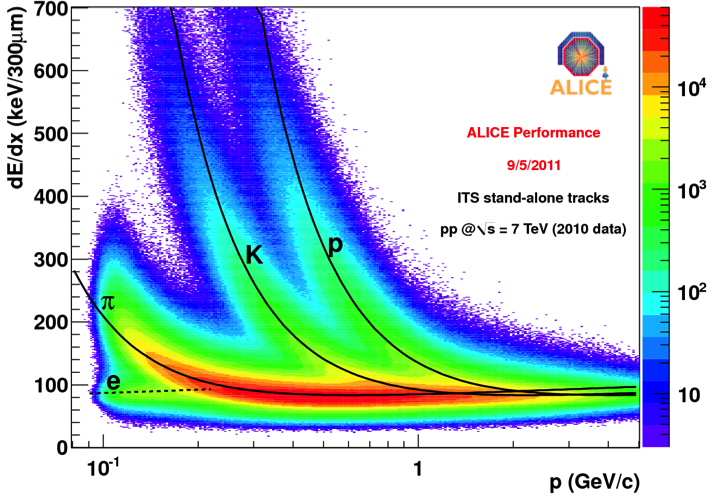 dE/dx (keV/300μm)
700
600
500
400
300
200
100
0
ALICE
ALICE Performance
9/5/2011
ITS stand-alone tracks
pp @√s = 7 TeV (2010 data)
π
K
p
e
10⁻¹
1
p (GeV/c)
10⁴
10³
10²
10